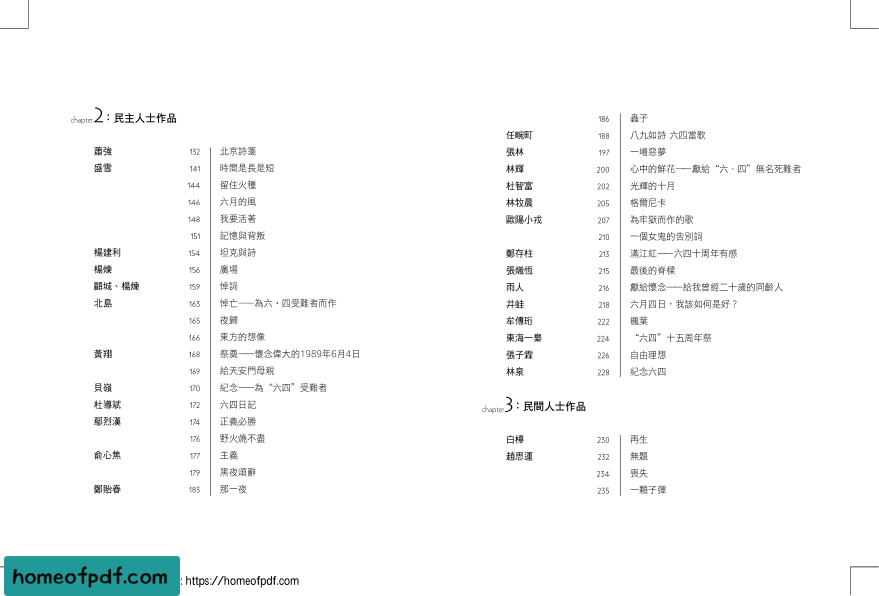 chapter2：民主人士作品
蕭強 132 北京詩箋
盛雪 141 時間是長是短
144 留住火種
146 六月的風
148 我要活著
151 記憶與背叛
楊建利 154 坦克與詩
楊煉 156 廣場
顧城、楊煉 159 悼詞
北島 163 悼亡——為六‧四受難者而作
165 夜歸
166 東方的想像
黃翔 168 祭奠——懷念偉大的1989年6月4日
169 給天安門母親
貝嶺 170 紀念——為“六四”受難者
杜導斌 172 六四日記
鄢烈漢 174 正義必勝
176 野火燒不盡
俞心焦 177 主義
179 黑夜頌辭
鄭貽春 183 那一夜
186 蟲子
任畹町 188 八九如詩 六四當歌
張林 197 一場惡夢
林輝 200 心中的鮮花——獻給“六‧四”無名死難者
杜智富 202 光輝的十月
林牧晨 205 格爾尼卡
歐陽小戎 207 為牢獄而作的歌
210 一個女鬼的告別詞
鄭存柱 213 滿江紅——六四十周年有感
張熾恆 215 最後的脊樑
雨人 216 獻給懷念——給我曾經二十歲的同齡人
井蛙 218 六月四日，我該如何是好？
牟傳珩 222 楓葉
東海一梟 224 “六四”十五周年祭
張子霖 226 自由理想
林泉 228 紀念六四
chapter3：民間人士作品
白樺 230 再生
趙思運 232 無題
234 喪失
235 一顆子彈
homeofpdf.com : https://homeofpdf.com